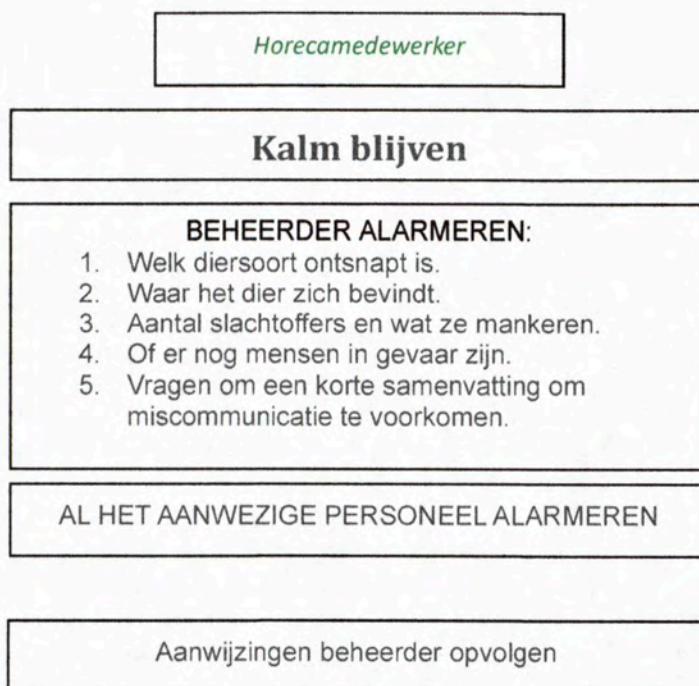 Horecamedewerker
Kalm blijven
BEHEERDER ALARMEREN:
1. Welk diersoort ontsnapt is.
2. Waar het dier zich bevindt.
3. Aantal slachtoffers en wat ze mankeren.
4. Of er nog mensen in gevaar zijn.
5. Vragen om een korte samenvatting om
miscommunicatie te voorkomen.
AL HET AANWEZIGE PERSONEEL ALARMEREN
Aanwijzingen beheerder opvolgen